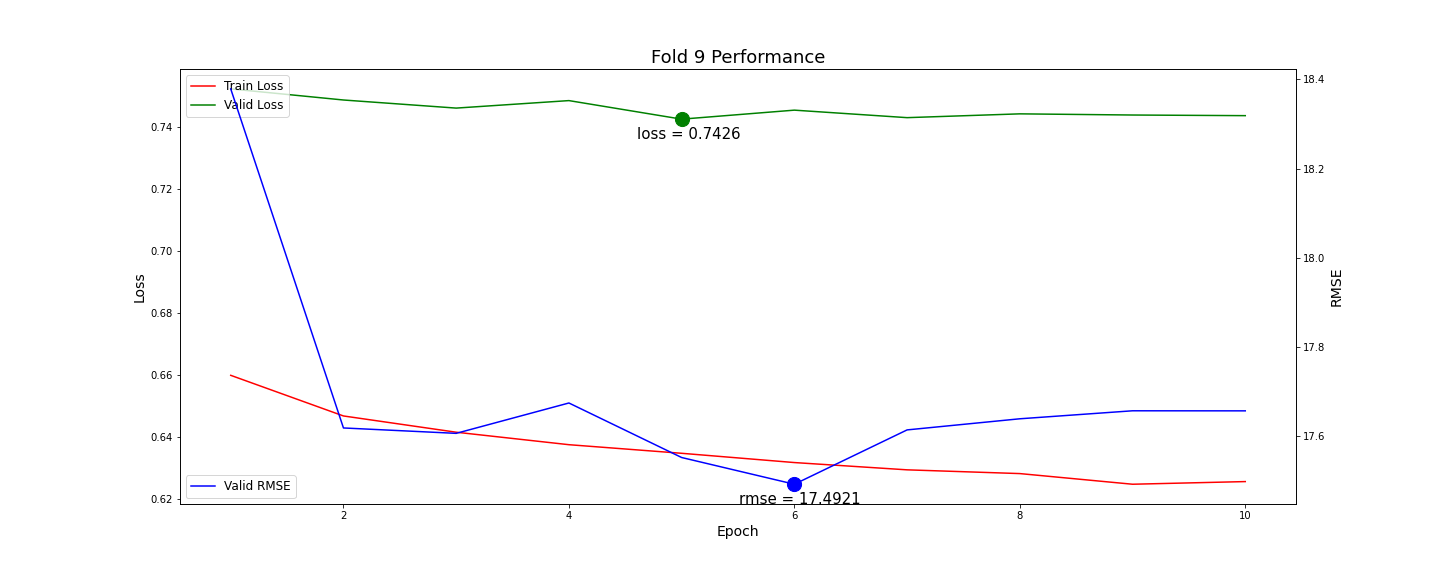 Fold 9 Performance
Train Loss
Valid Loss
Valid RMSE
loss = 0.7426
rmse = 17.4921
Loss
0.74
0.72
0.70
0.68
0.66
0.64
0.62
RMSE
18.4
18.2
18.0
17.8
17.6
2 4 6 8 10
Epoch